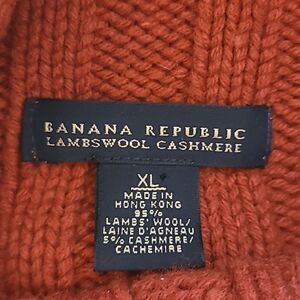 BANANA REPUBLIC
LAMBSWOOL CASHMERE
XL
MADE IN
HONG KONG
95%
LAMBS' WOOL/
LAINE D'AGNEAU
5% CASHMERE/
CACHEMIRE